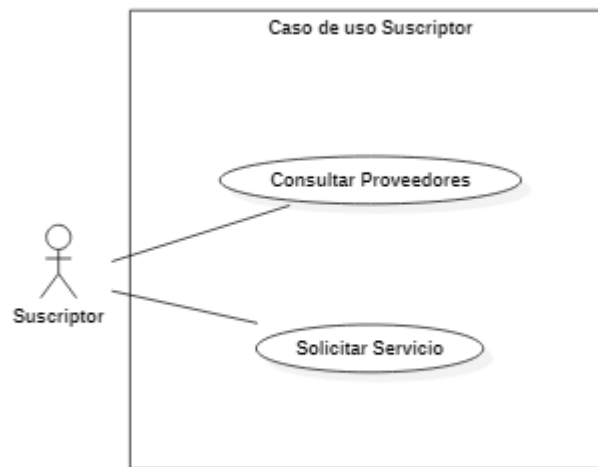 Caso de uso Suscriptor
Consultar Proveedores
Suscriptor
Solicitar Servicio